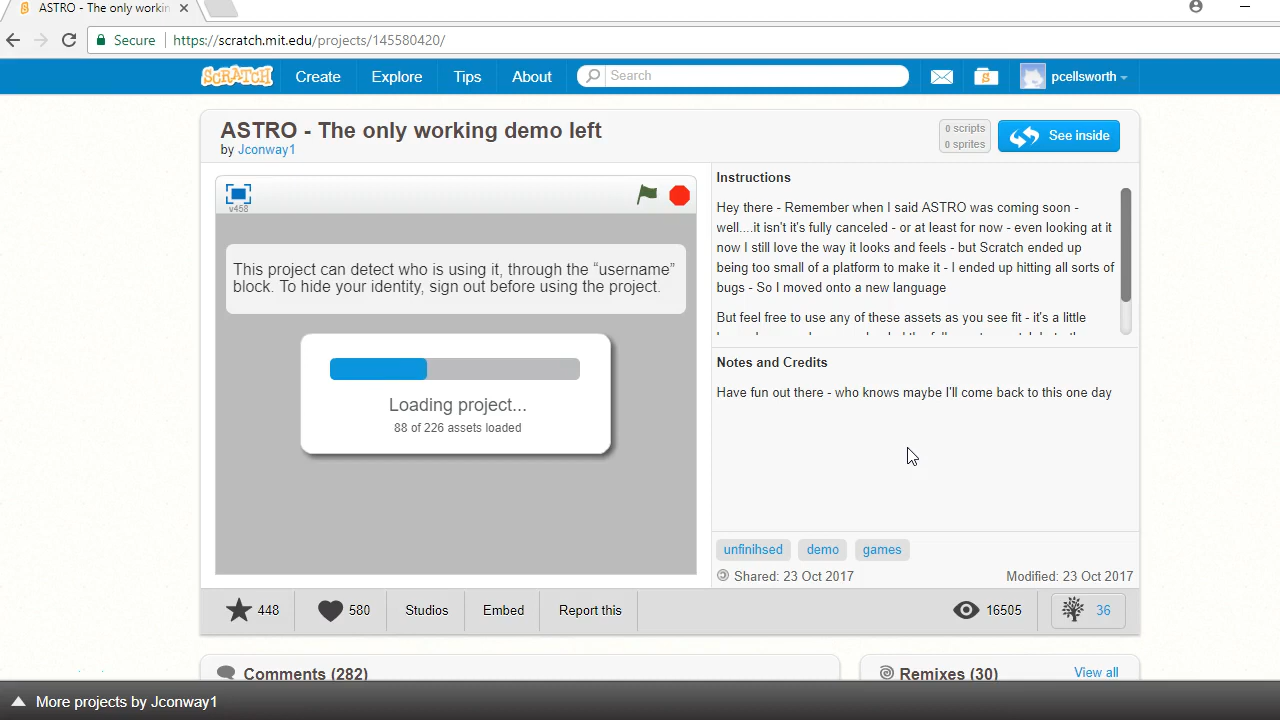 ASTRO - The only workin
Secure https://scratch.mit.edu/projects/145580420/
SCRATCH Create Explore Tips About Search S pcellsworth
ASTRO - The only working demo left
by Jconway1
0 scripts
0 sprites
See inside
v458
This project can detect who is using it, through the “username”
block. To hide your identity, sign out before using the project.
Loading project...
88 of 226 assets loaded
Instructions
Hey there - Remember when I said ASTRO was coming soon -
well....it isn't it's fully canceled - or at least for now - even looking at it
now I still love the way it looks and feels - but Scratch ended up
being too small of a platform to make it - I ended up hitting all sorts of
bugs - So I moved onto a new language
But feel free to use any of these assets as you see fit - it's a little
Notes and Credits
Have fun out there - who knows maybe I'll come back to this one day
unfinihsed demo games
Shared: 23 Oct 2017 Modified: 23 Oct 2017
448 580 Studios Embed Report this 16505 36
Comments (282)
Remixes (30) View all
More projects by Jconway1